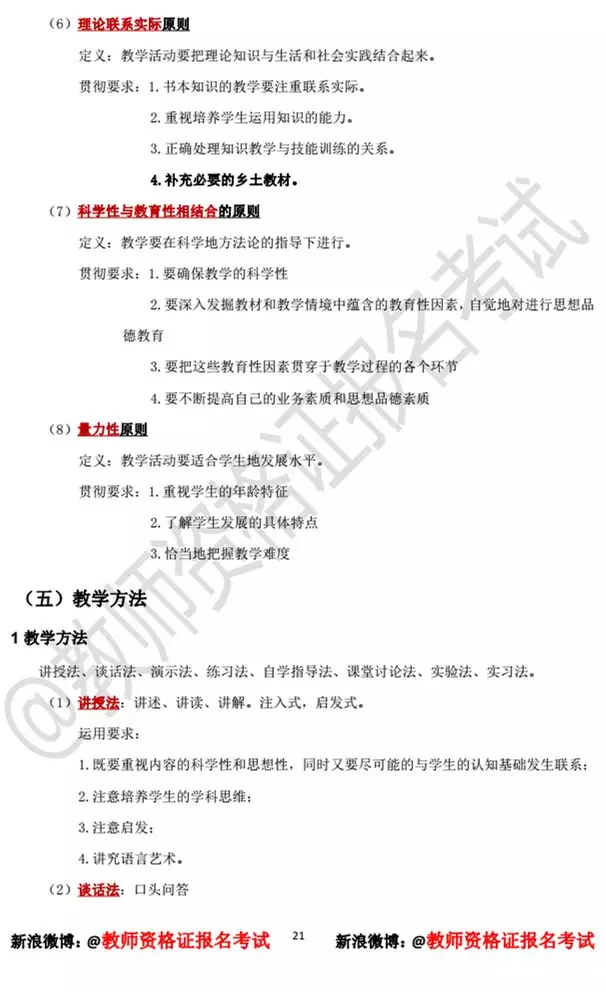 （6）理论联系实际原则
定义：教学活动要把理论知识与生活和社会实践结合起来。
贯彻要求：1.书本知识的教学要注重联系实际。
2.重视培养学生运用知识的能力。
3.正确处理知识教学与技能训练的关系。
4.补充必要的乡土教材。
（7）科学性与教育性相结合的原则
定义：教学要在科学地方法论的指导下进行。
贯彻要求：1.要确保教学的科学性
2.要深入发掘教材和教学情境中蕴含的教育性因素，自觉地对进行思想品
德教育
3.要把这些教育性因素贯穿于教学过程的各个环节
4.要不断提高自己的业务素质和思想品德素质
（8）量力性原则
定义：教学活动要适合学生地发展水平。
贯彻要求：1.重视学生的年龄特征
2.了解学生发展的具体特点
3.恰当地把握教学难度
（五）教学方法
1 教学方法
讲授法、谈话法、演示法、练习法、自学指导法、课堂讨论法、实验法、实习法。
（1）讲授法：讲述、讲读、讲解。注入式，启发式。
运用要求：
1.既要重视内容的科学性和思想性，同时又要尽可能的与学生的认知基础发生联系；
2.注意培养学生的学科思维；
3.注意启发；
4.讲究语言艺术。
（2）谈话法：口头问答
新浪微博：@教师资格证报名考试 21 新浪微博：@教师资格证报名考试
@教师资格证报名考试